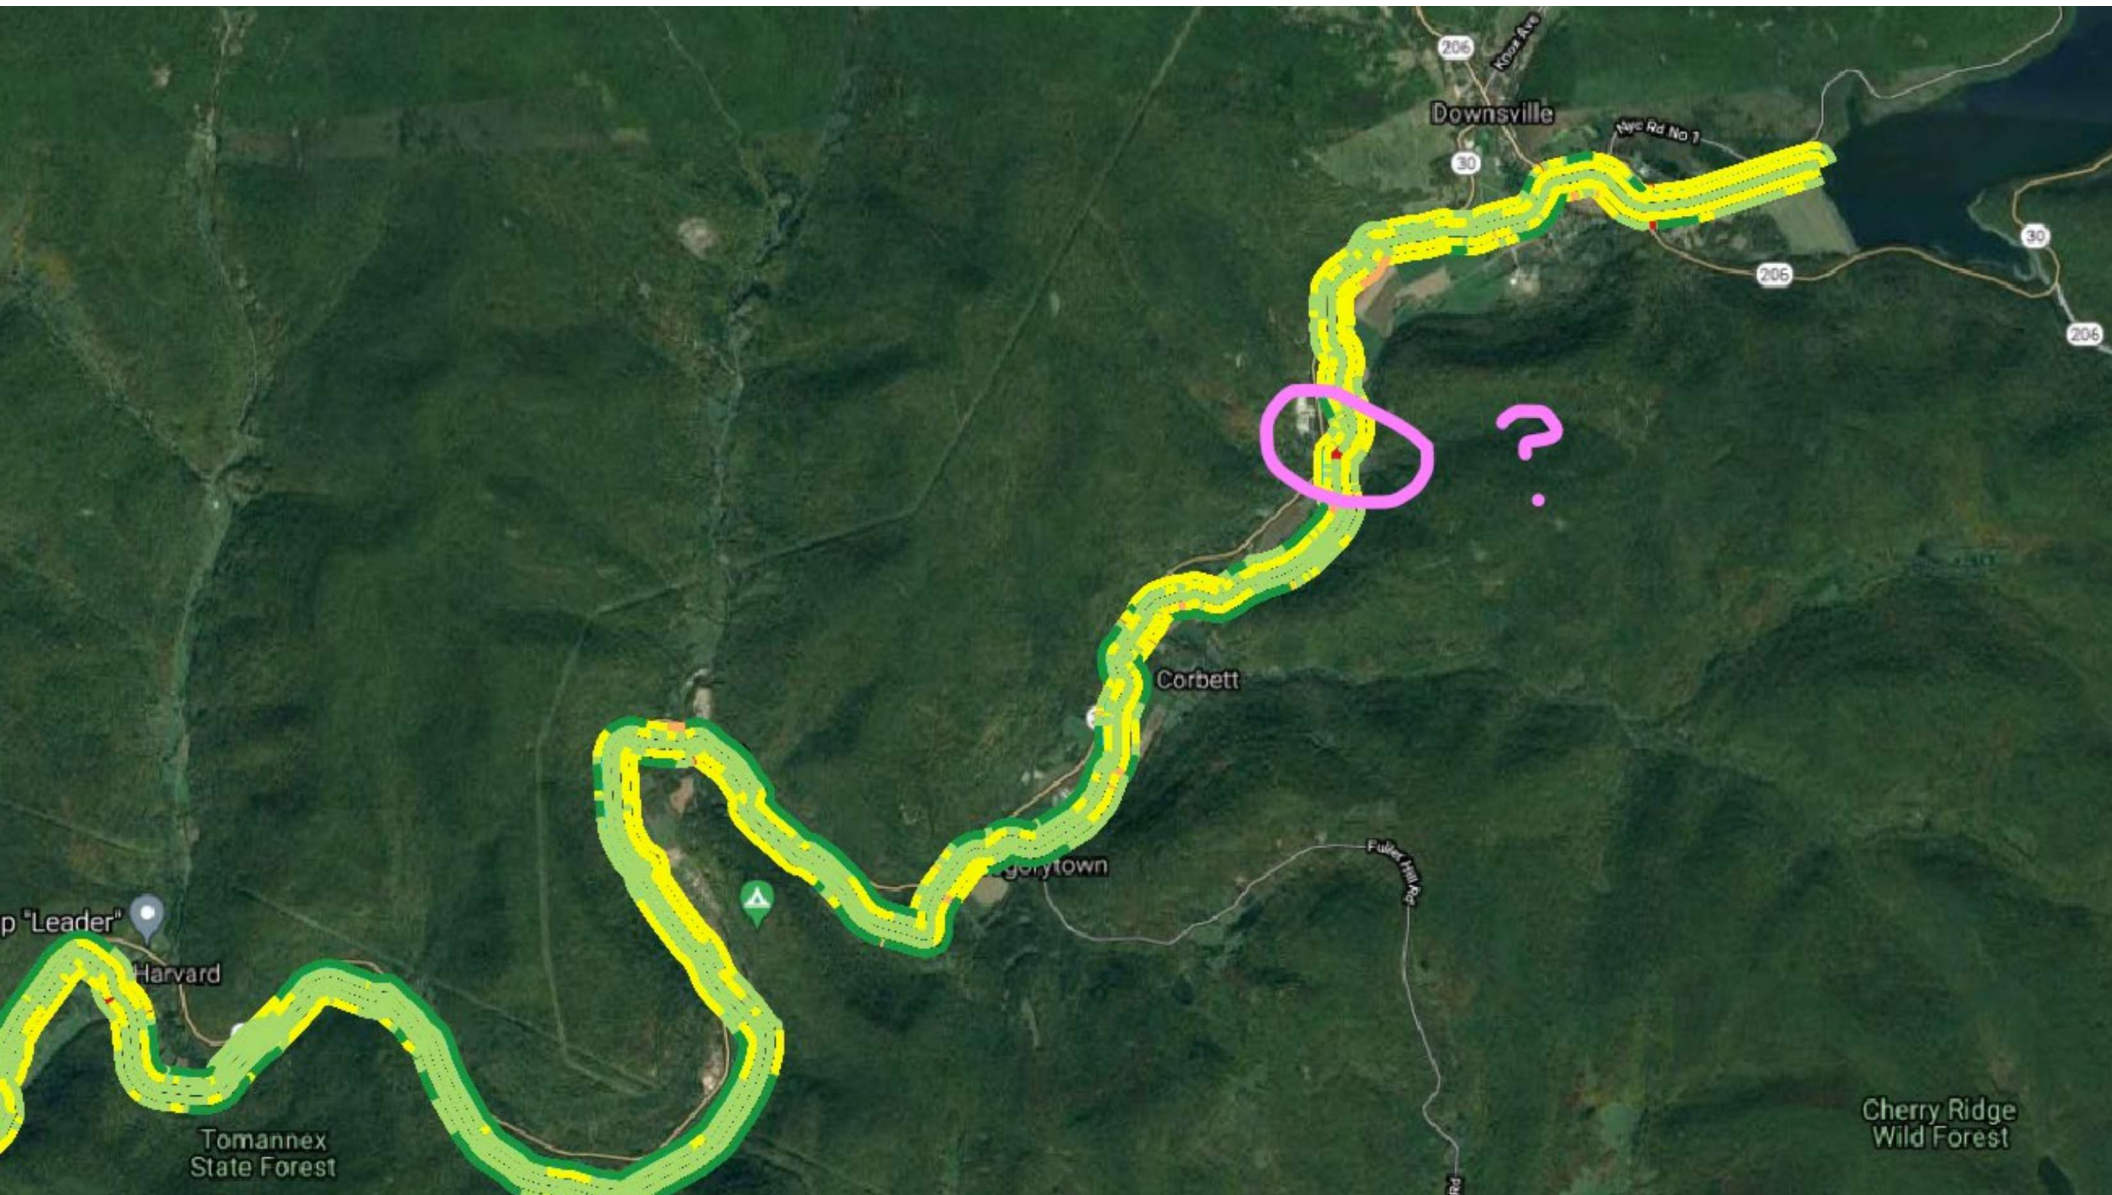 206
Knox Ave
Downsville
Nyc Rd No 1
30
30
206
206
?
Corbett
Fuller Hill Rd
p "Leader"
Harvard
Tomannex
State Forest
Cherry Ridge
Wild Forest
Rd